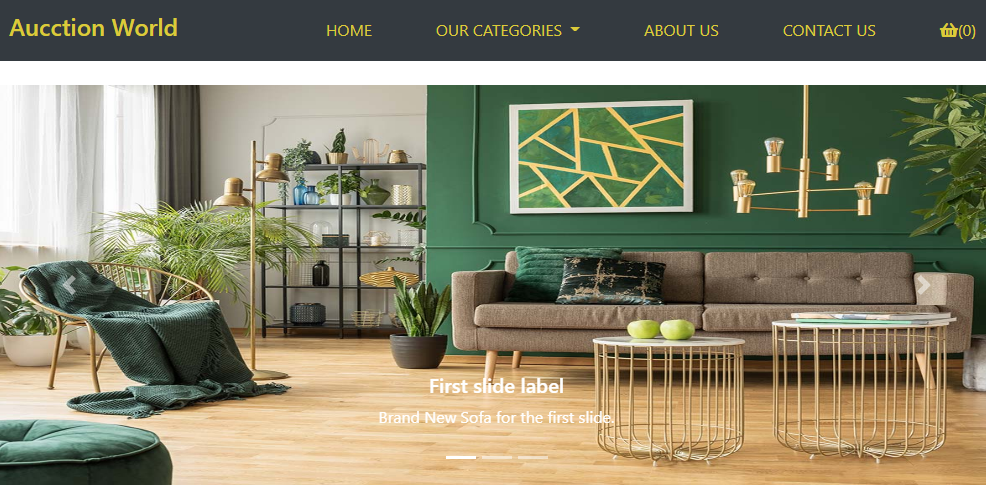 Aucction World
HOME
OUR CATEGORIES
ABOUT US
CONTACT US
(0)
First slide label
Brand New Sofa for the first slide.